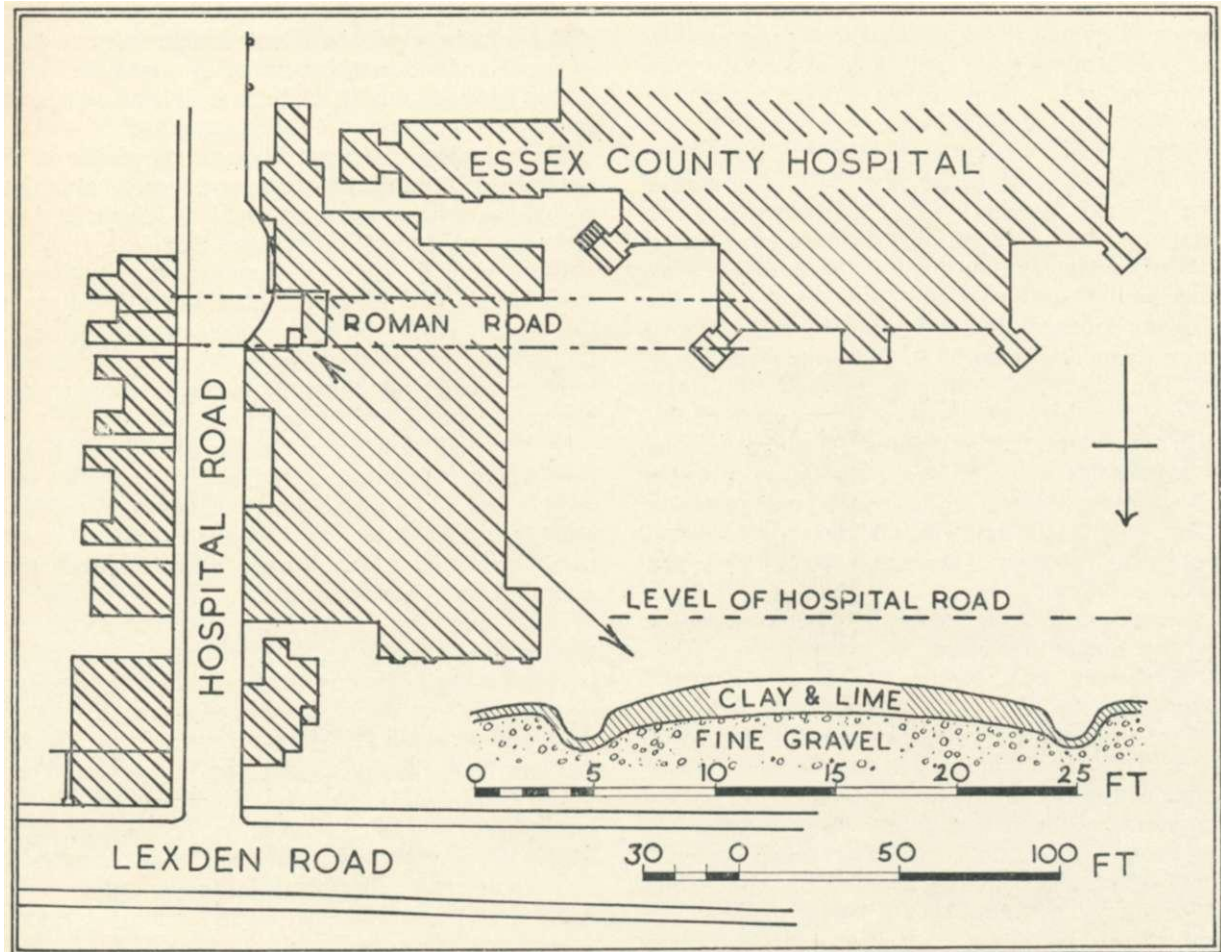 ESSEX COUNTY HOSPITAL
ROMAN ROAD
HOSPITAL ROAD
LEVEL OF HOSPITAL ROAD
CLAY & LIME
FINE GRAVEL
0 5 10 15 20 25 FT
LEXDEN ROAD
30 0 50 100 FT